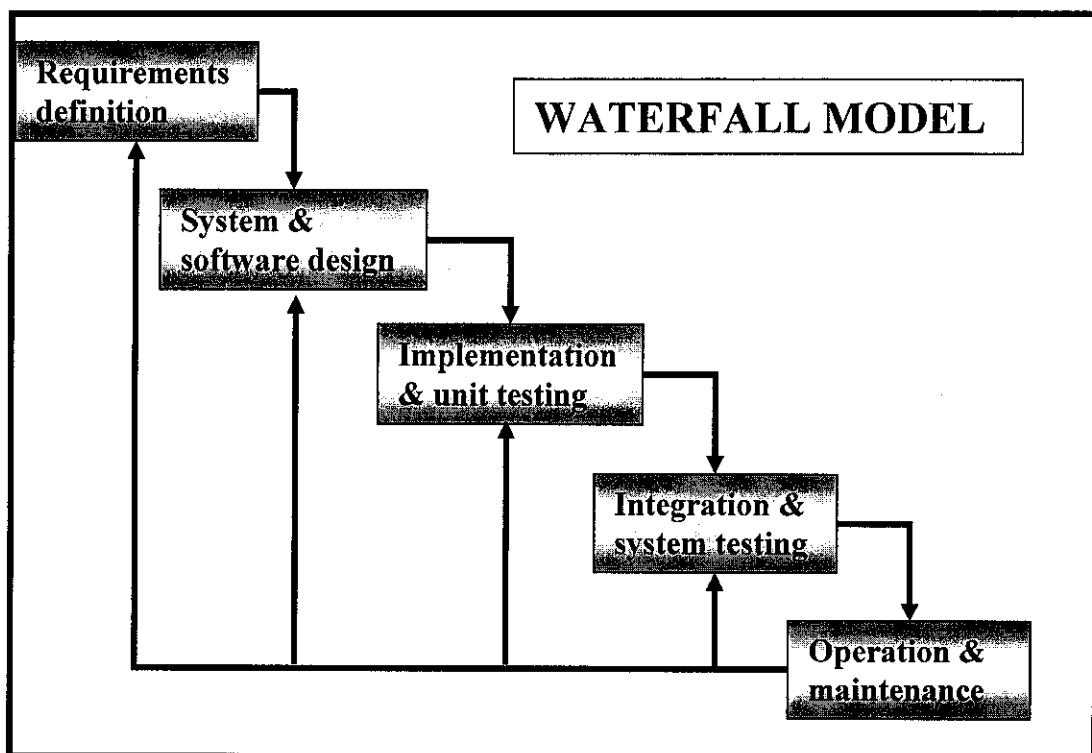 Requirements
definition
WATERFALL MODEL
System &
software design
Implementation
& unit testing
Integration &
system testing
Operation &
maintenance